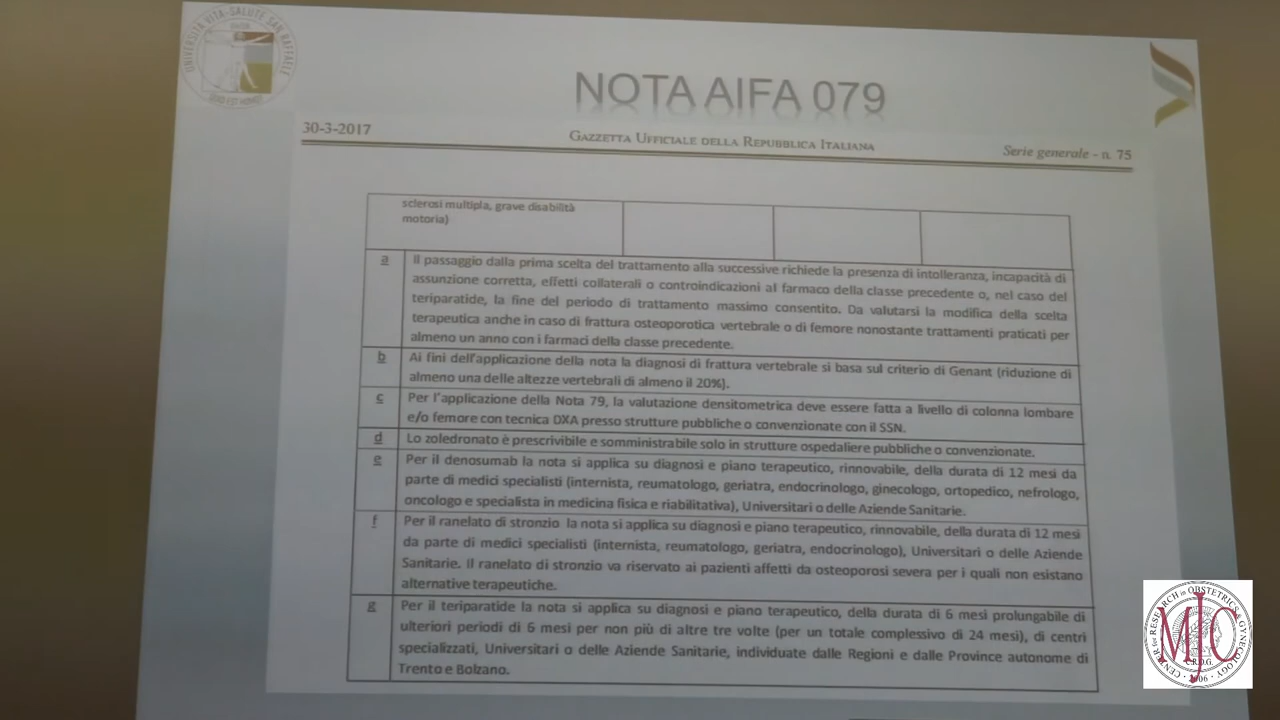 UNIVERSITÀ VITA-SALUTE SAN RAFFAELE
NOTA AIFA 079
30-3-2017
GAZZETTA UFFICIALE DELLA REPUBBLICA ITALIANA
Serie generale - n. 75
sclerosi multipla, grave disabilità
motoria)
a
Il passaggio dalla prima scelta del trattamento alla successive richiede la presenza di intolleranza, incapacità di
assunzione corretta, effetti collaterali o controindicazioni al farmaco della classe precedente o, nel caso del
teriparatide, la fine del periodo di trattamento massimo consentito. Da valutarsi la modifica della scelta
terapeutica anche in caso di frattura osteoporotica vertebrale o di femore nonostante trattamenti praticati per
almeno un anno con i farmaci della classe precedente.
b
Ai fini dell'applicazione della nota la diagnosi di frattura vertebrale si basa sul criterio di Genant (riduzione di
almeno una delle altezze vertebrali di almeno il 20%).
c
Per l'applicazione della Nota 79, la valutazione densitometrica deve essere fatta a livello di colonna lombare
e/o femore con tecnica DXA presso strutture pubbliche o convenzionate con il SSN.
d
Lo zoledronato è prescrivibile e somministrabile solo in strutture ospedaliere pubbliche o convenzionate.
e
Per il denosumab la nota si applica su diagnosi e piano terapeutico, rinnovabile, della durata di 12 mesi da
parte di medici specialisti (internista, reumatologo, geriatra, endocrinologo, ginecologo, ortopedico, nefrologo,
oncologo e specialista in medicina fisica e riabilitativa), Universitari o delle Aziende Sanitarie.
f
Per il ranelato di stronzio la nota si applica su diagnosi e piano terapeutico, rinnovabile, della durata di 12 mesi
da parte di medici specialisti (internista, reumatologo, geriatra, endocrinologo), Universitari o delle Aziende
Sanitarie. Il ranelato di stronzio va riservato ai pazienti affetti da osteoporosi severa per i quali non esistano
alternative terapeutiche.
g
Per il teriparatide la nota si applica su diagnosi e piano terapeutico, della durata di 6 mesi prolungabile di
ulteriori periodi di 6 mesi per non più di altre tre volte (per un totale complessivo di 24 mesi), di centri
specializzati, Universitari o delle Aziende Sanitarie, individuate dalle Regioni e dalle Province autonome di
Trento e Bolzano.
CENTER for RESEARCH in OBSTETRICS GYNECOLOGY
MJC
C.R.O.G.
2006